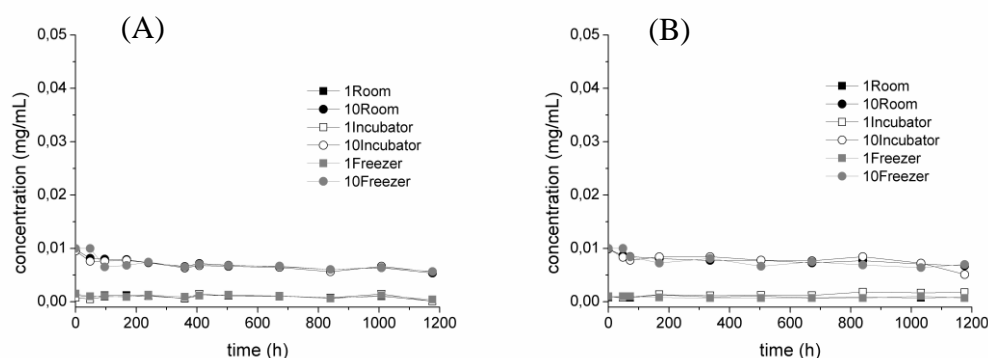 (A)
0,05
0,04
0,03
0,02
0,01
0,00
concentration (mg/mL)
1Room
10Room
1Incubator
10Incubator
1Freezer
10Freezer
0 200 400 600 800 1000 1200
time (h)
(B)
0,05
0,04
0,03
0,02
0,01
0,00
concentration (mg/mL)
1Room
10Room
1Incubator
10Incubator
1Freezer
10Freezer
0 200 400 600 800 1000 1200
time (h)